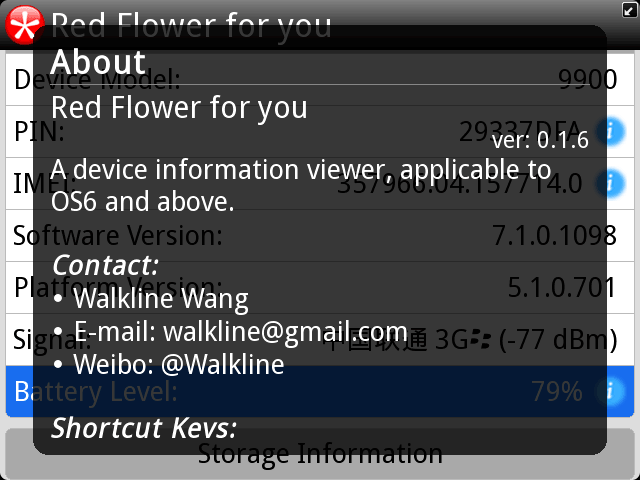 Red Flower for you
About
Device Model: 9900
Red Flower for you
PIN: 29337DFA
ver: 0.1.6
A device information viewer, applicable to
IMEI: 357966.04.157714.0
OS6 and above.
Software Version: 7.1.0.1098
Contact:
Platform Version: 5.1.0.701
• Walkline Wang
• E-mail: walkline@gmail.com
Signal: 中国联通 3G (-77 dBm)
• Weibo: @Walkline
Battery Level: 79%
Shortcut Keys:
Storage Information